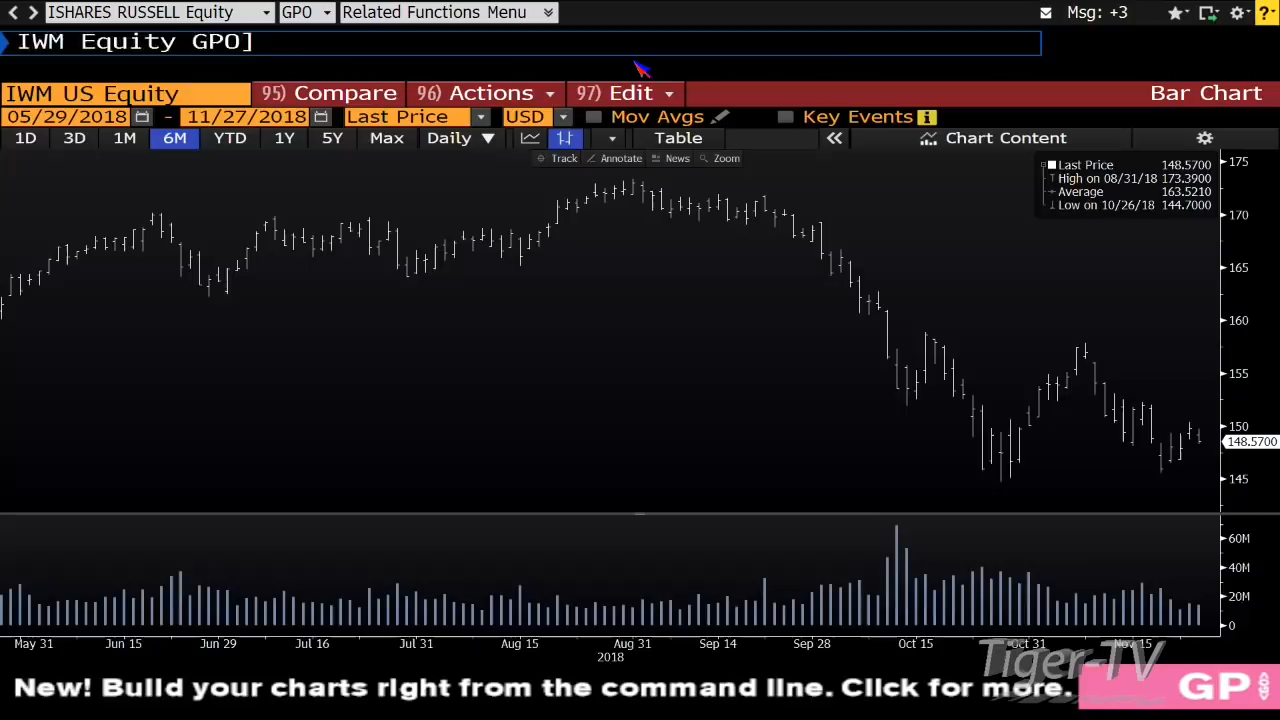 ISHARES RUSSELL Equity GPO Related Functions Menu Msg: +3 ?
IWM Equity GPO]
IWM US Equity 95) Compare 96) Actions 97) Edit Bar Chart
05/29/2018 - 11/27/2018 Last Price USD Mov Avgs Key Events i
1D 3D 1M 6M YTD 1Y 5Y Max Daily ▼ Table « Chart Content
Track Annotate News Zoom
Last Price 148.5700
High on 08/31/18 173.3900
Average 163.5210
Low on 10/26/18 144.7000
175
170
165
160
155
150
148.5700
145
60M
40M
20M
0
May 31 Jun 15 Jun 29 Jul 16 Jul 31 Aug 15 Aug 31 Sep 14 Sep 28 Oct 15 Oct 31 Nov 15
2018
Tiger-TV
New! Build your charts right from the command line. Click for more. GP